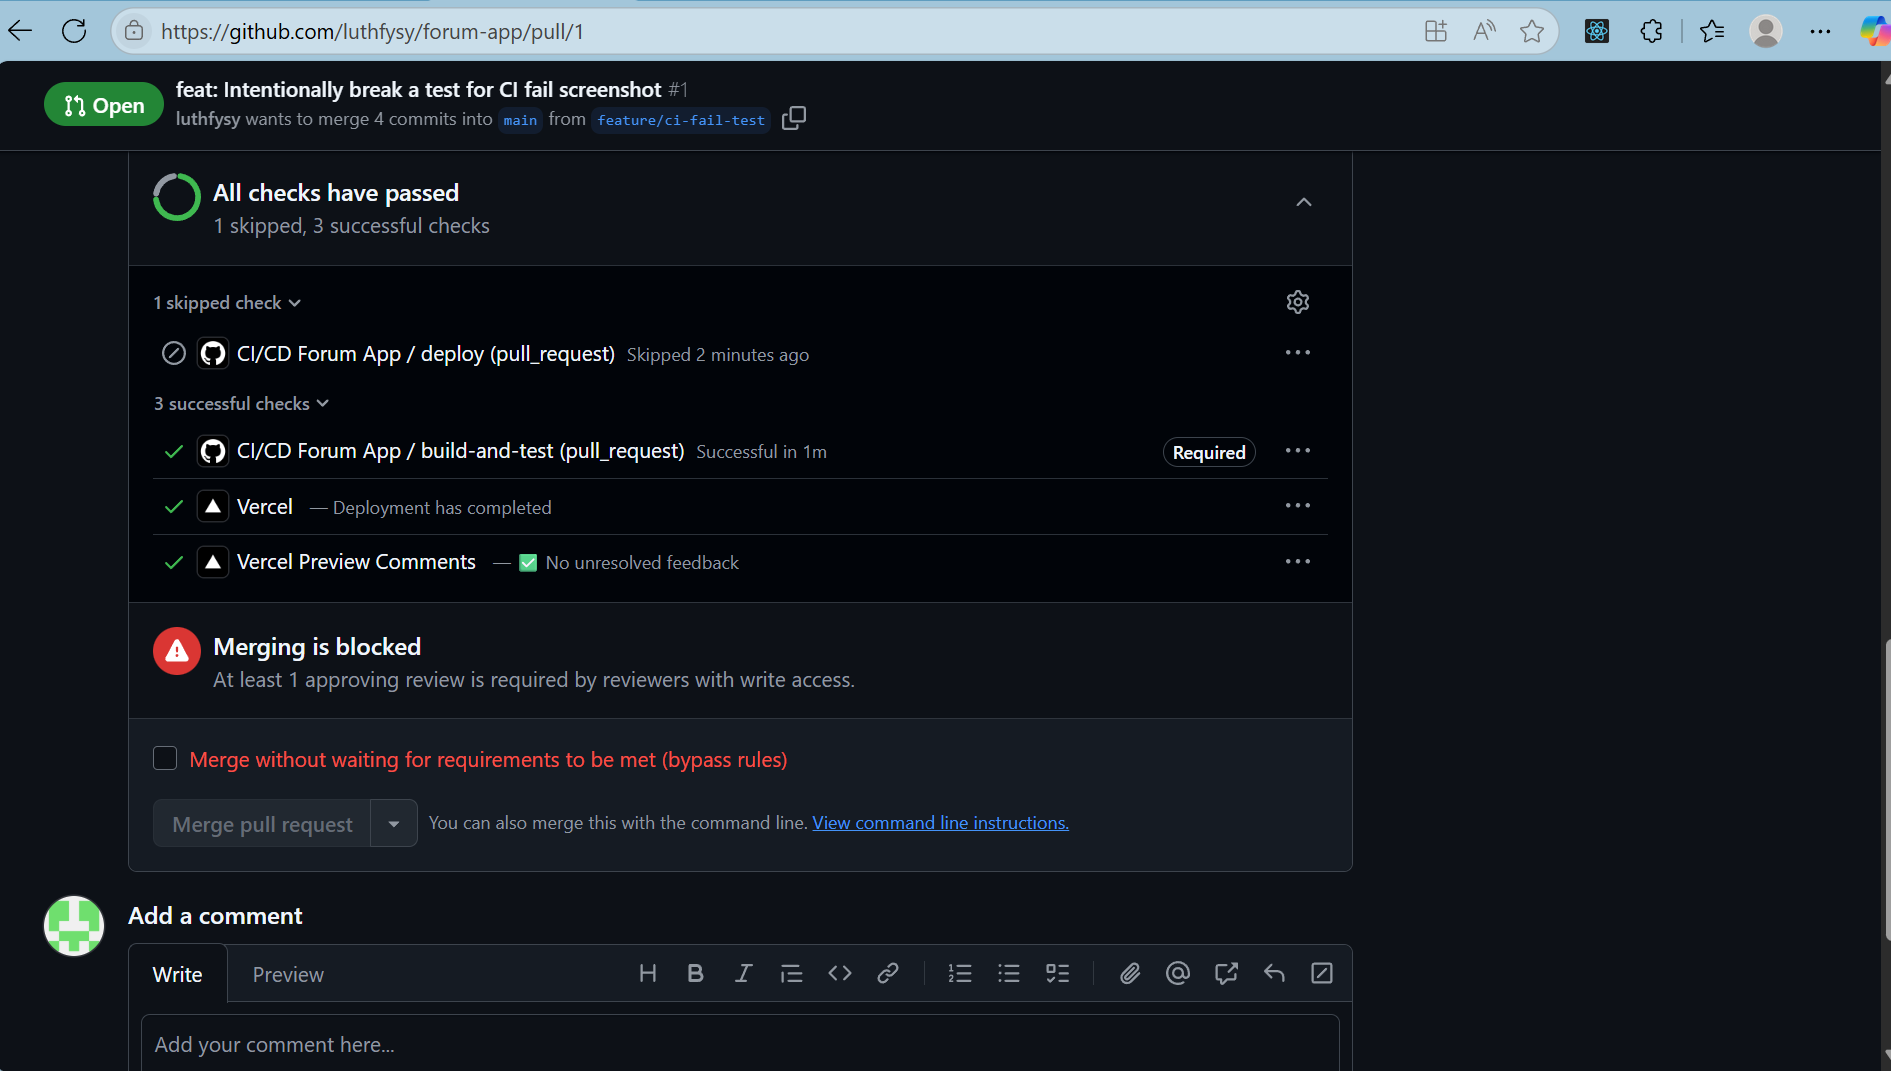 https://github.com/luthfysy/forum-app/pull/1
Open
feat: Intentionally break a test for CI fail screenshot #1
luthfysy wants to merge 4 commits into main from feature/ci-fail-test
All checks have passed
1 skipped, 3 successful checks
1 skipped check
CI/CD Forum App / deploy (pull_request) Skipped 2 minutes ago
3 successful checks
CI/CD Forum App / build-and-test (pull_request) Successful in 1m Required
Vercel — Deployment has completed
Vercel Preview Comments — ✅ No unresolved feedback
Merging is blocked
At least 1 approving review is required by reviewers with write access.
Merge without waiting for requirements to be met (bypass rules)
Merge pull request You can also merge this with the command line. View command line instructions.
Add a comment
Write Preview
Add your comment here...